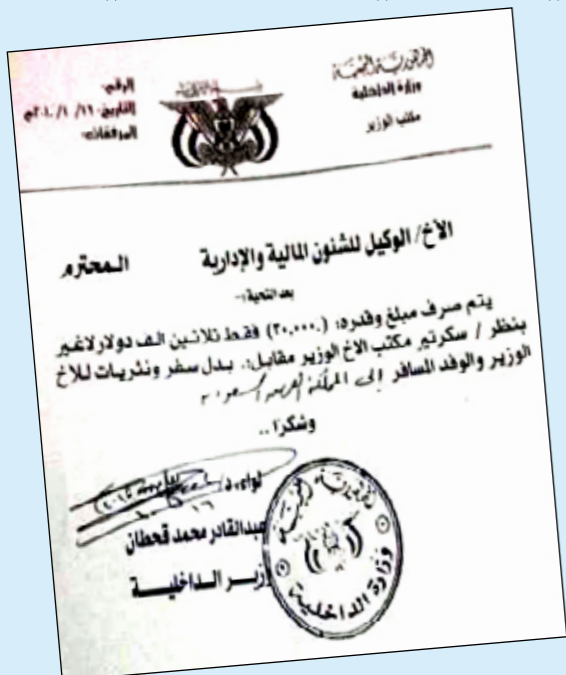 الجمهورية اليمنية
وزارة الداخلية
مكتب الوزير
الرقم:
التاريخ: ١٦/ ١/
المرفقات:
الأخ/ الوكيل للشئون المالية والإدارية المحترم
بعد التحية:-
يتم صرف مبلغ وقدره: (٣٠,٠٠٠) فقط ثلاثين الف دولار لاغير
بنظر / سكرتير مكتب الاخ الوزير مقابل:. بدل سفر ونثريات للاخ
الوزير والوفد المسافر إلى المملكة العربية السعودية
وشكرا ..
لواء. د/
عبدالقادر محمد قحطان
وزير الداخلية
الجمهورية اليمنية
وزارة الداخلية